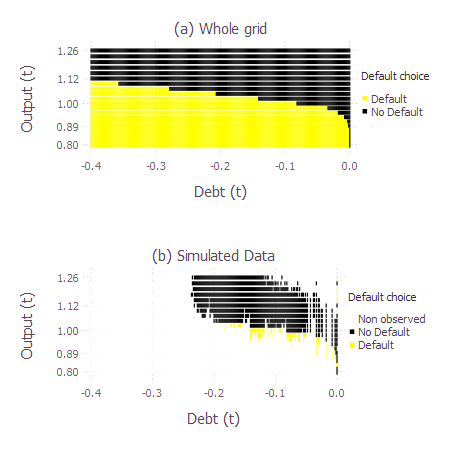 (a) Whole grid
Output (t)
1.26
1.12
1.00
0.89
0.80
-0.4
-0.3
-0.2
-0.1
0.0
Debt (t)
Default choice
Default
No Default
(b) Simulated Data
Output (t)
1.26
1.12
1.00
0.89
0.80
-0.4
-0.3
-0.2
-0.1
0.0
Debt (t)
Default choice
Non observed
No Default
Default